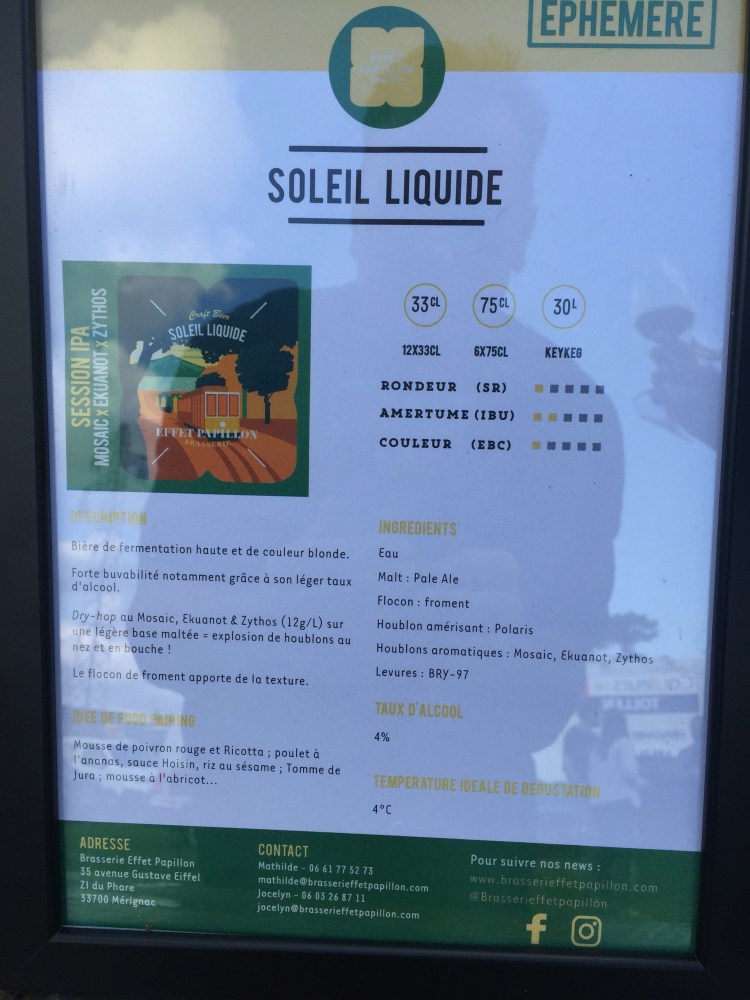 EPHEMERE
SOLEIL LIQUIDE
SESSION IPA
MOSAIC x EKUANOT x ZYTHOS
Craft Beer
SOLEIL LIQUIDE
EFFET PAPILLON
BRASSERIE
33CL
75CL
30L
12X33CL
6X75CL
KEYKEG
RONDEUR (SR)
AMERTUME (IBU)
COULEUR (EBC)
DESCRIPTION
Bière de fermentation haute et de couleur blonde.
Forte buvabilité notamment grâce à son léger taux
d'alcool.
Dry-hop au Mosaic, Ekuanot & Zythos (12g/L) sur
une légère base maltée = explosion de houblons au
nez et en bouche !
Le flocon de froment apporte de la texture.
IDEE DE FOOD PAIRING
Mousse de poivron rouge et Ricotta ; poulet à
l'ananas, sauce Hoisin, riz au sésame ; Tomme de
Jura ; mousse à l'abricot...
INGREDIENTS
Eau
Malt : Pale Ale
Flocon : froment
Houblon amérisant : Polaris
Houblons aromatiques : Mosaic, Ekuanot, Zythos
Levures : BRY-97
TAUX D'ALCOOL
4%
TEMPERATURE IDEALE DE DEGUSTATION
4°C
ADRESSE
Brasserie Effet Papillon
35 avenue Gustave Eiffel
ZI du Phare
33700 Mérignac
CONTACT
Mathilde - 06 61 77 52 73
mathilde@brasserieffetpapillon.com
Jocelyn - 06 03 26 87 11
jocelyn@brasserieffetpapillon.com
Pour suivre nos news :
www.brasserieffetpapillon.com
@Brasserieffetpapillon